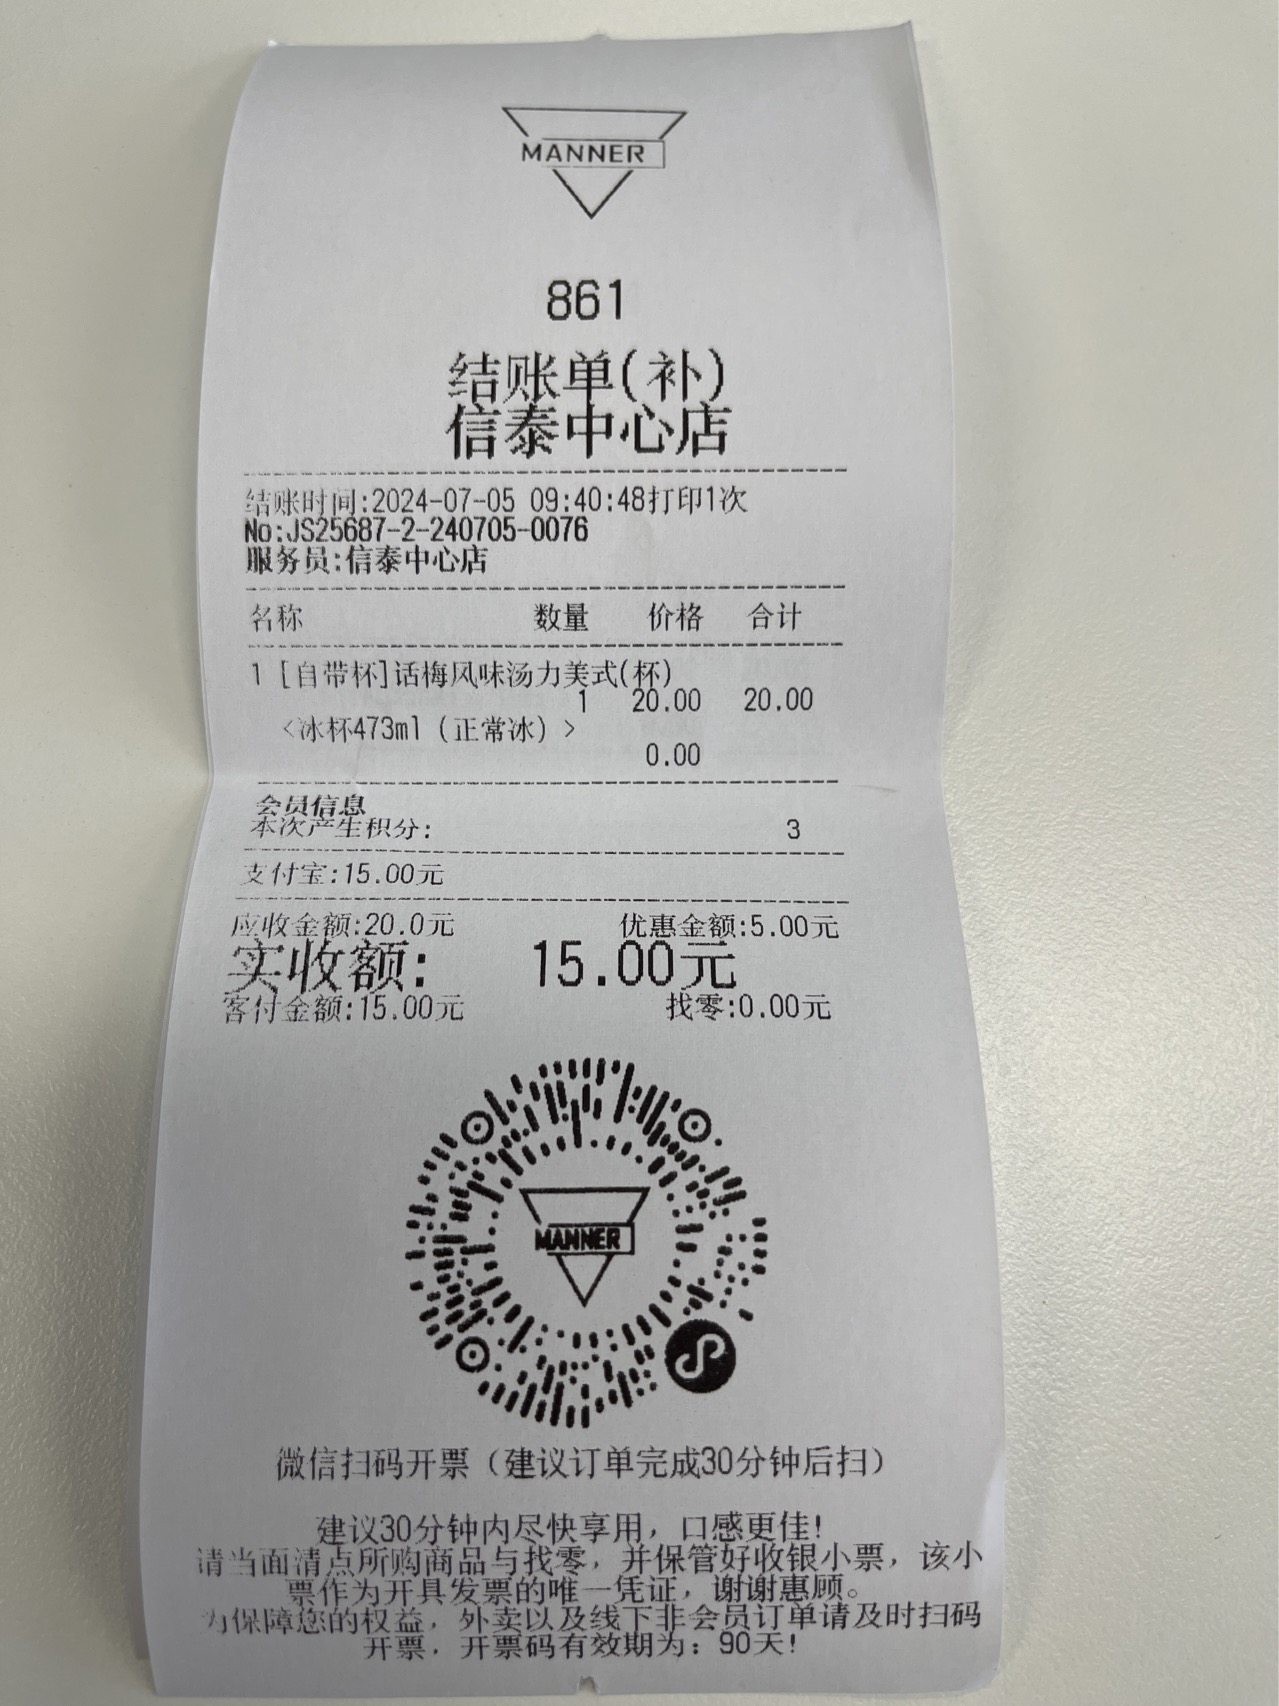 MANNER
861
结账单(补)
信泰中心店
结账时间:2024-07-05 09:40:48打印1次
No:JS25687-2-240705-0076
服务员:信泰中心店
名称 数量 价格 合计
1 [自带杯]话梅风味汤力美式(杯)
1 20.00 20.00
<冰杯473ml (正常冰) >
0.00
会员信息
本次产生积分: 3
支付宝:15.00元
应收金额:20.0元 优惠金额:5.00元
实收额: 15.00元
客付金额:15.00元 找零:0.00元
MANNER
微信扫码开票（建议订单完成30分钟后扫）
建议30分钟内尽快享用，口感更佳!
请当面清点所购商品与找零，并保管好收银小票，该小
票作为开具发票的唯一凭证，谢谢惠顾。
为保障您的权益，外卖以及线下非会员订单请及时扫码
开票，开票码有效期为：90天!